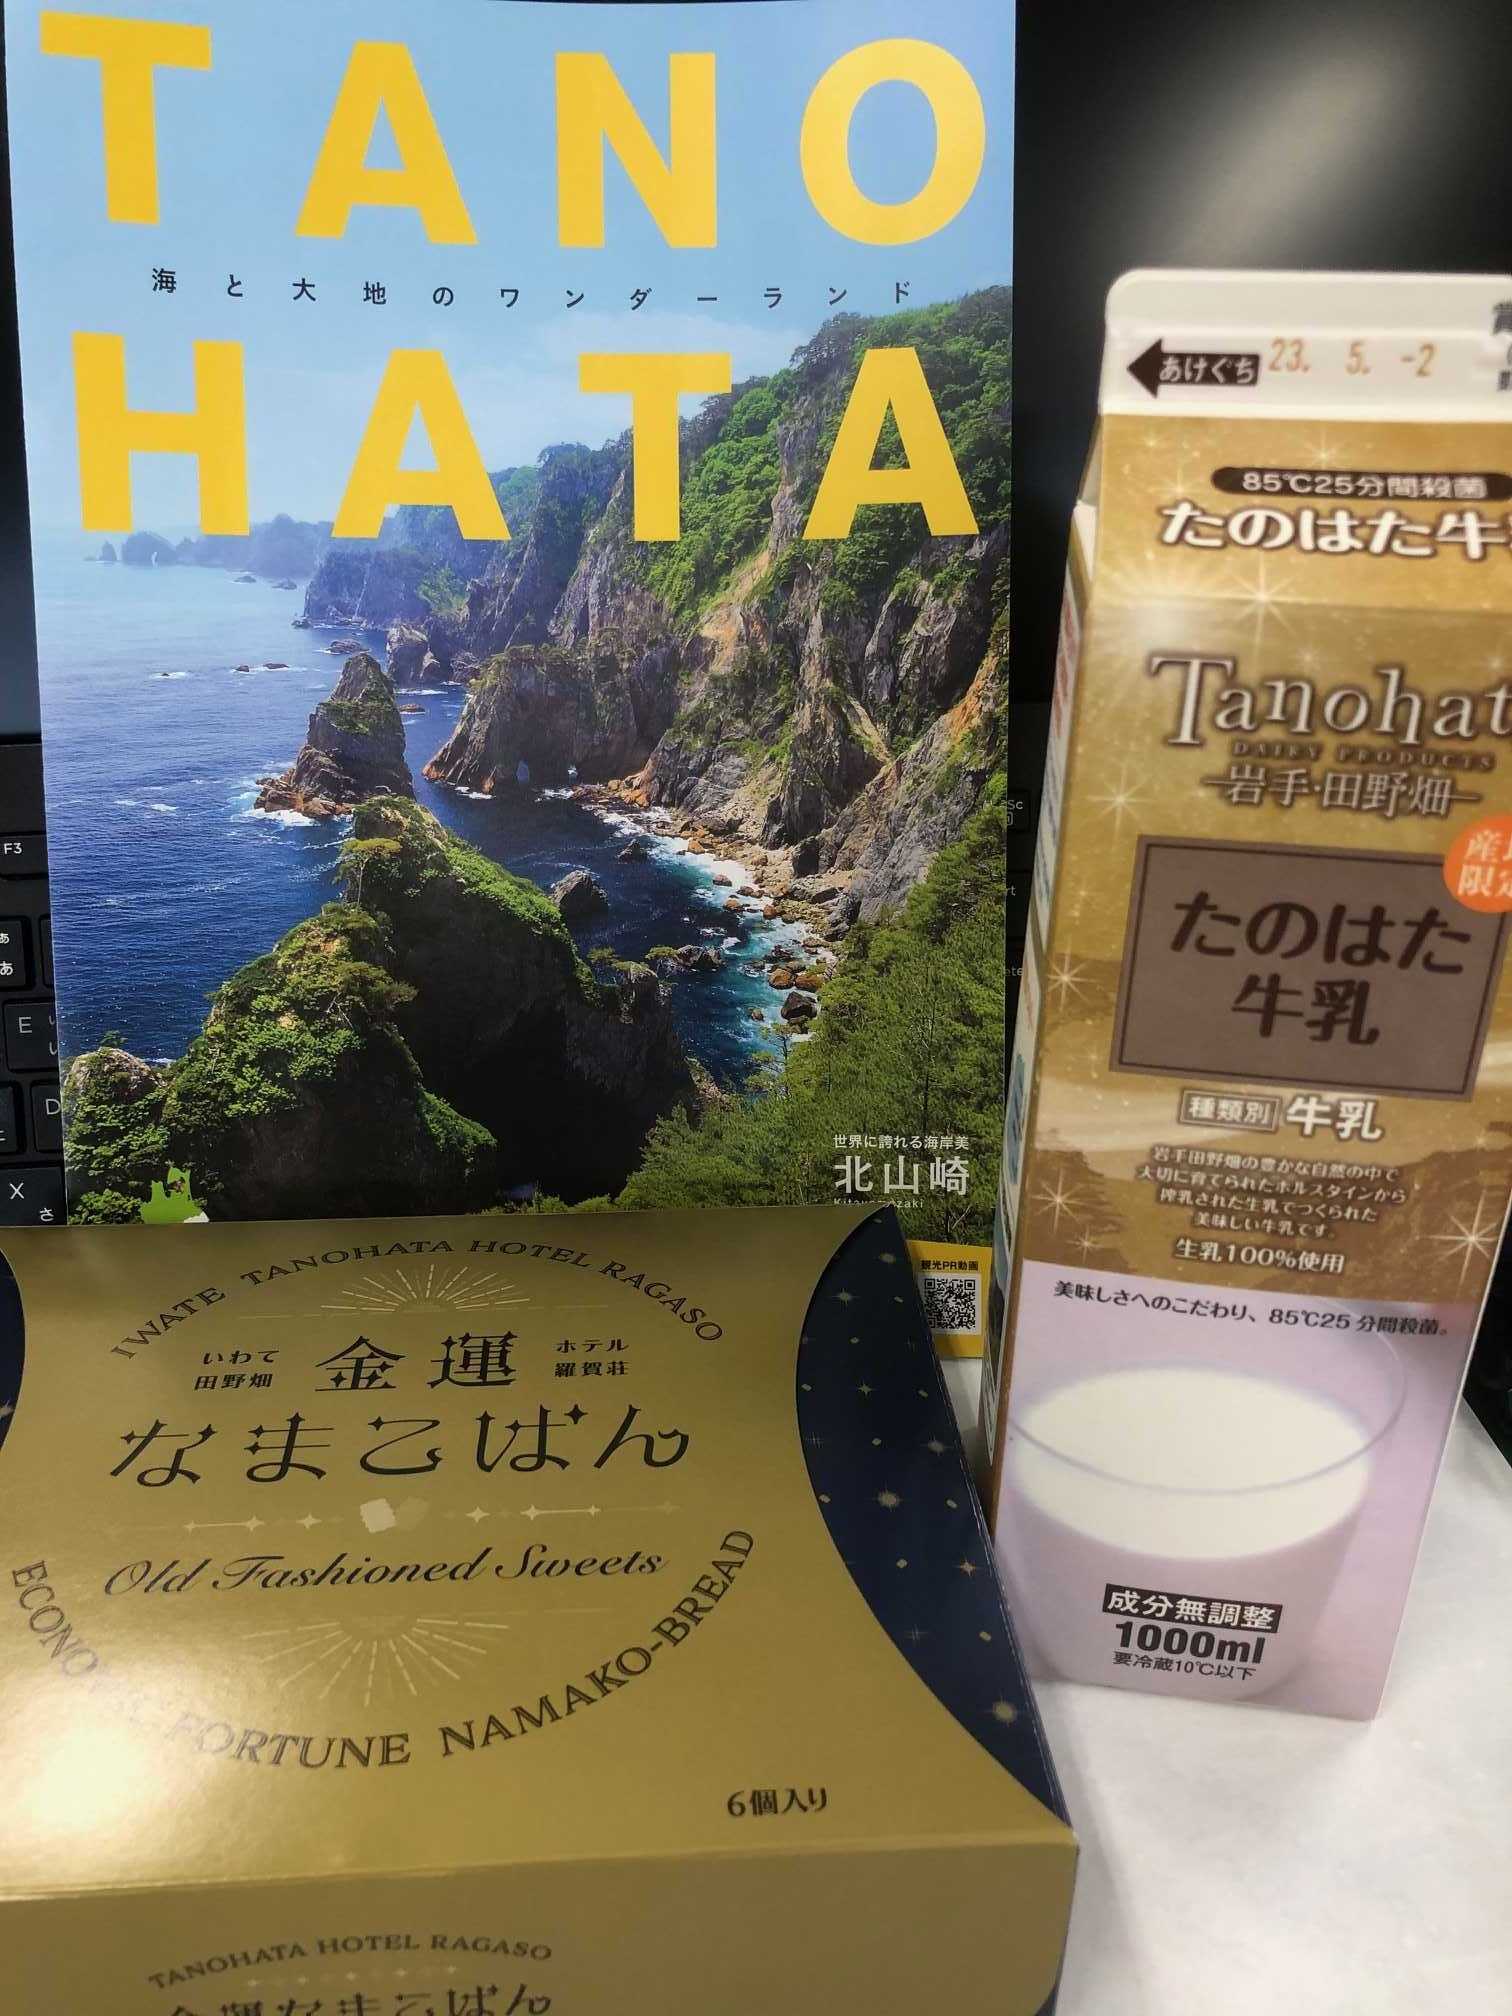 TANO
海と大地のワンダーランド
HATA
世界に誇れる海岸美
北山崎
観光PR動画
あけぐち
23. 5. -2
85℃25分間殺菌
たのはた牛
Tanohat
DAIRY PRODUCTS
岩手・田野畑
たのはた
牛乳
種類別 牛乳
岩手田野畑の豊かな自然の中で
大切に育てられたホルスタインから
搾乳された生乳でつくられた
美味しい牛乳です。
生乳100%使用
美味しさへのこだわり、85℃25分間殺菌。
成分無調整
1000ml
要冷蔵10℃以下
IWATE TANOHATA HOTEL RAGASO
いわて
田野畑
金運
ホテル
羅賀荘
なまこぱん
Old Fashioned Sweets
FORTUNE NAMAKO-BREAD
6個入り
TANOHATA HOTEL RAGASO
金運なまこぱん
F3
E
D
X
さ